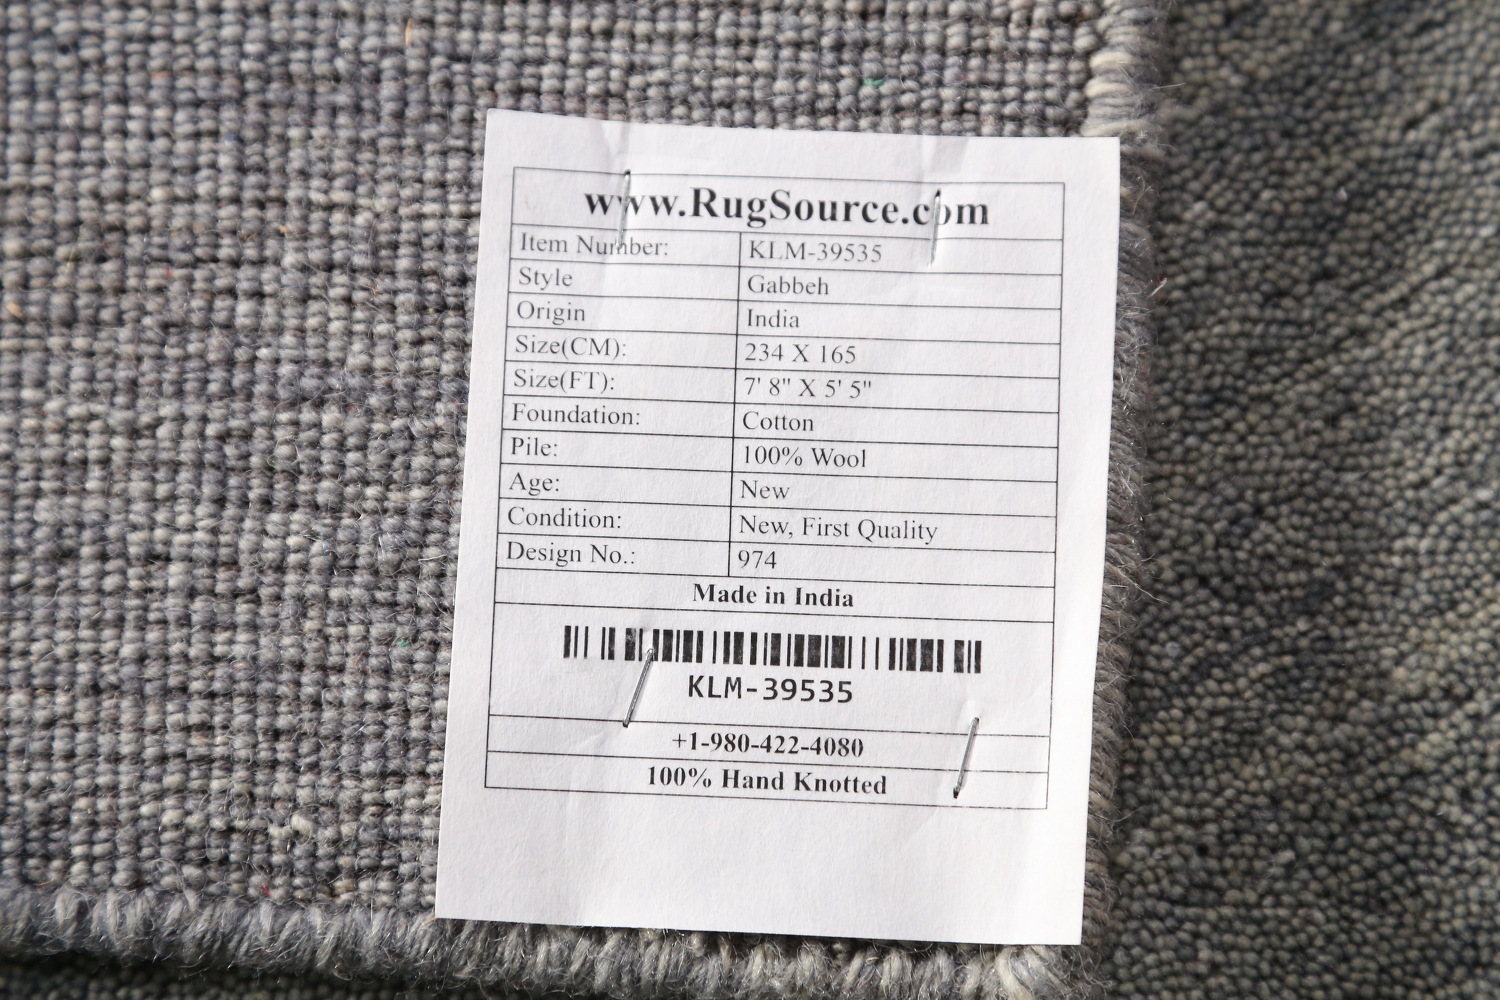 www.RugSource.com
Item Number: KLM-39535
Style Gabbeh
Origin India
Size(CM): 234 X 165
Size(FT): 7' 8" X 5' 5"
Foundation: Cotton
Pile: 100% Wool
Age: New
Condition: New, First Quality
Design No.: 974
Made in India
KLM-39535
+1-980-422-4080
100% Hand Knotted